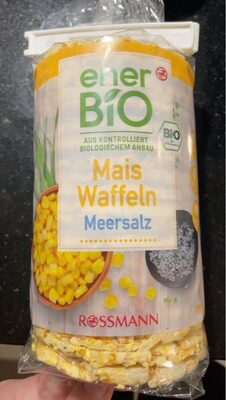 ener
BiO
AUS KONTROLLIERT
BIOLOGISCHEM ANBAU
BIO
Mais
Waffeln
Meersalz
ROSSMANN